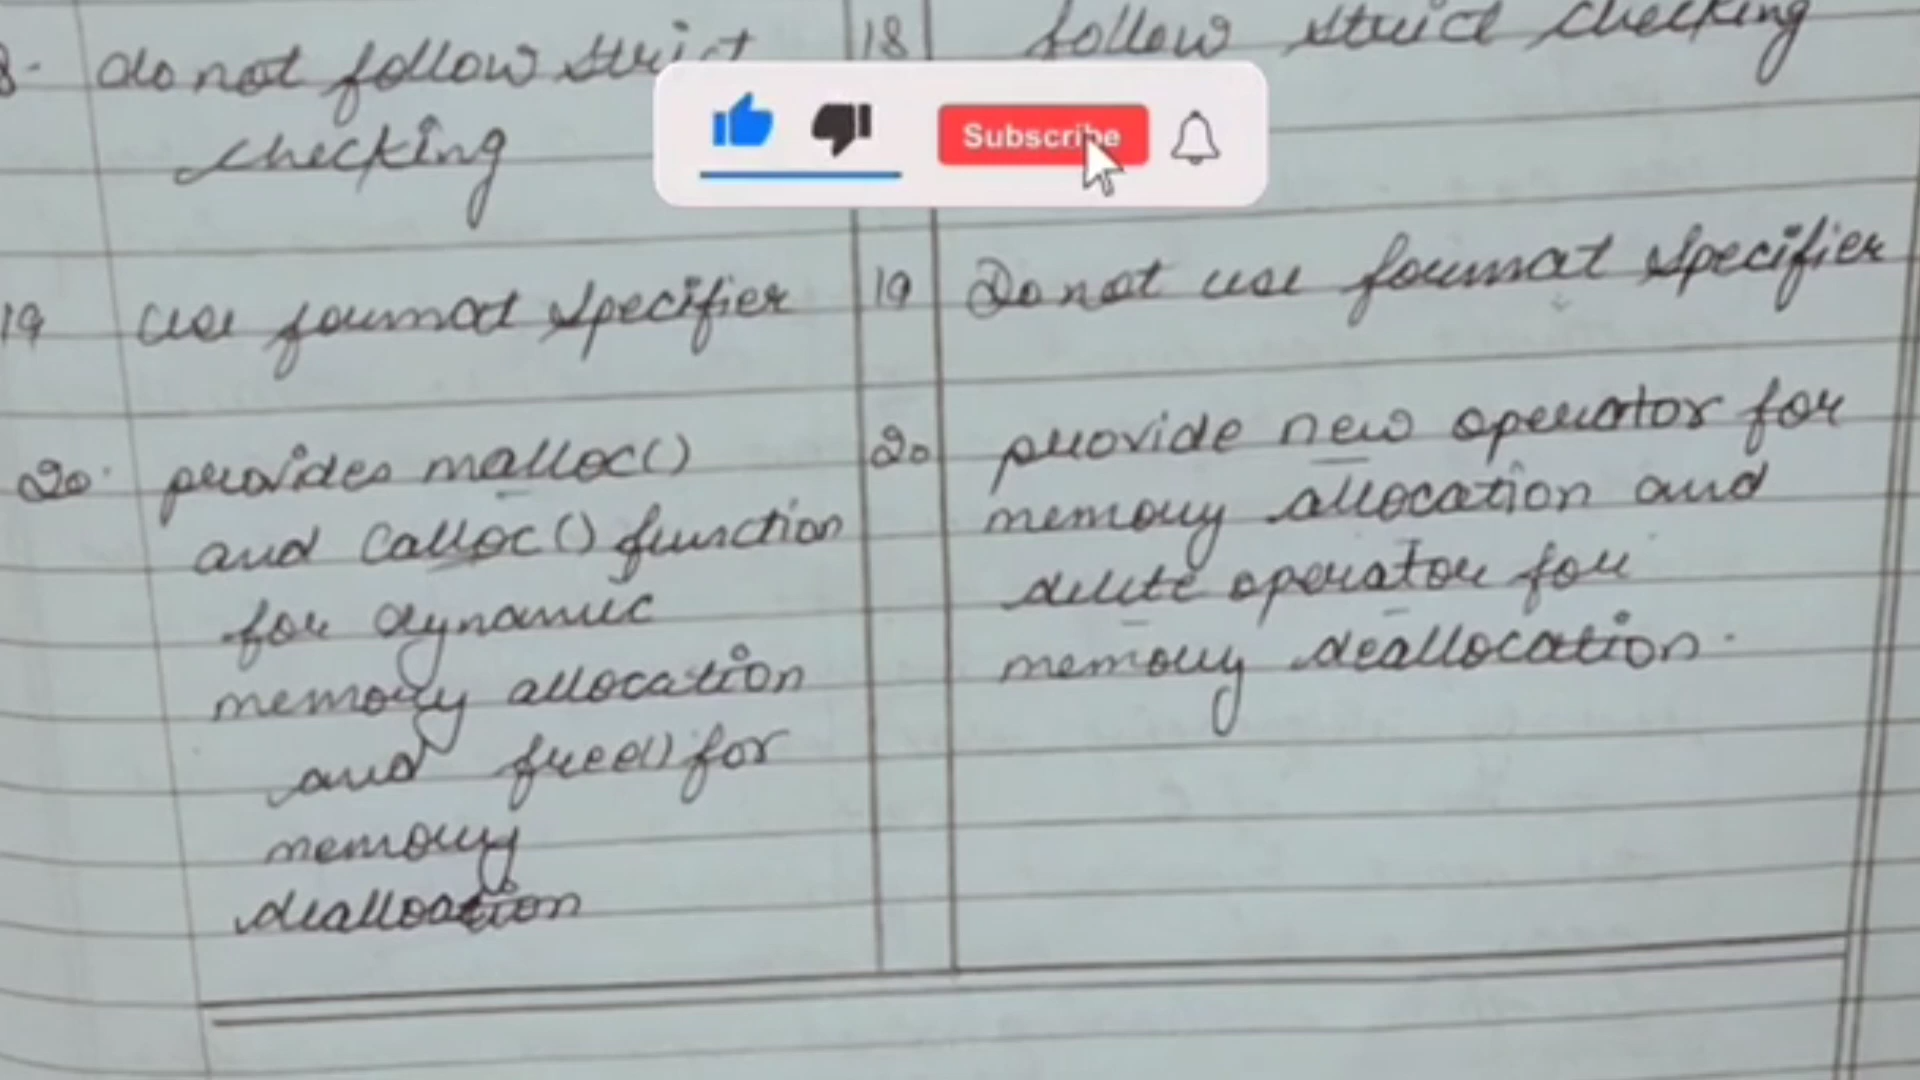 8. do not follow strict
checking
19 use format specifier
20. provides malloc()
and calloc() function
for dynamic
memory allocation
and free() for
memory
deallocation
18 follow strict checking
19 Do not use format specifier
20 provide new operator for
memory allocation and
delete operator for
memory deallocation.
Subscribe